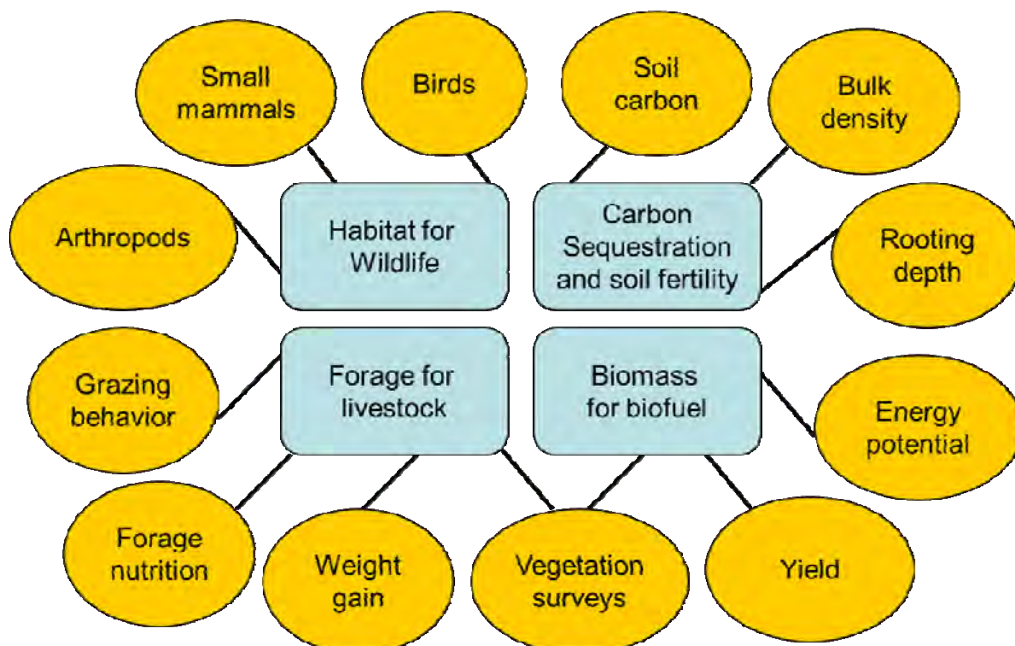 Small
mammals
Birds
Soil
carbon
Bulk
density
Arthropods
Habitat for
Wildlife
Carbon
Sequestration
and soil fertility
Rooting
depth
Grazing
behavior
Forage for
livestock
Biomass
for biofuel
Energy
potential
Forage
nutrition
Weight
gain
Vegetation
surveys
Yield